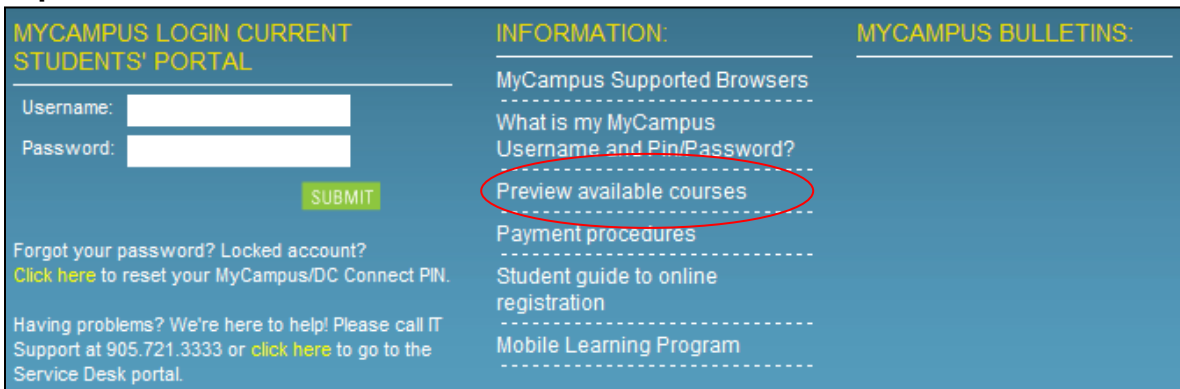 MYCAMPUS LOGIN CURRENT
STUDENTS' PORTAL
Username:
Password:
SUBMIT
Forgot your password? Locked account?
Click here to reset your MyCampus/DC Connect PIN.
Having problems? We're here to help! Please call IT
Support at 905.721.3333 or click here to go to the
Service Desk portal.
INFORMATION:
MyCampus Supported Browsers
What is my MyCampus
Username and Pin/Password?
Preview available courses
Payment procedures
Student guide to online
registration
Mobile Learning Program
MYCAMPUS BULLETINS: